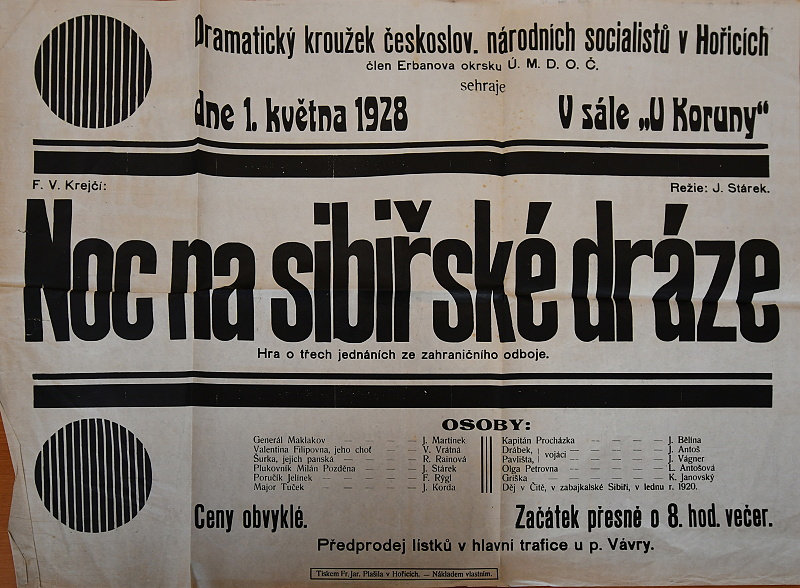 Dramatický kroužek českoslov. národních socialistů v Hořicích
člen Erbanova okrsku Ú. M. D. O. Č.
sehraje
dne 1. května 1928 V sále „U Koruny“
F. V. Krejčí: Režie: J. Stárek.
Noc na sibiřské dráze
Hra o třech jednáních ze zahraničního odboje.
OSOBY:
Generál Maklakov — — — J. Martínek
Valentina Filipovna, jeho choť V. Vrátná
Šurka, jejich panská — — R. Rainová
Plukovník Milán Pozděna — J. Stárek
Poručík Jelínek — — — F. Rýgl
Major Tuček — — — J. Korda
Kapitán Procházka — — — — J. Bělina
Drábek, vojáci — — — — J. Antoš
Pavlišta, — — — — J. Vágner
Olga Petrovna — — — — L. Antošová
Griška — — — — K. Janovský
Děj v Čitě, v zabajkalské Sibiři, v lednu r. 1920.
Ceny obvyklé. Začátek přesně o 8. hod. večer.
Předprodej lístků v hlavní trafice u p. Vávry.
Tiskem Fr. Jar. Plašila v Hořicích. — Nákladem vlastním.